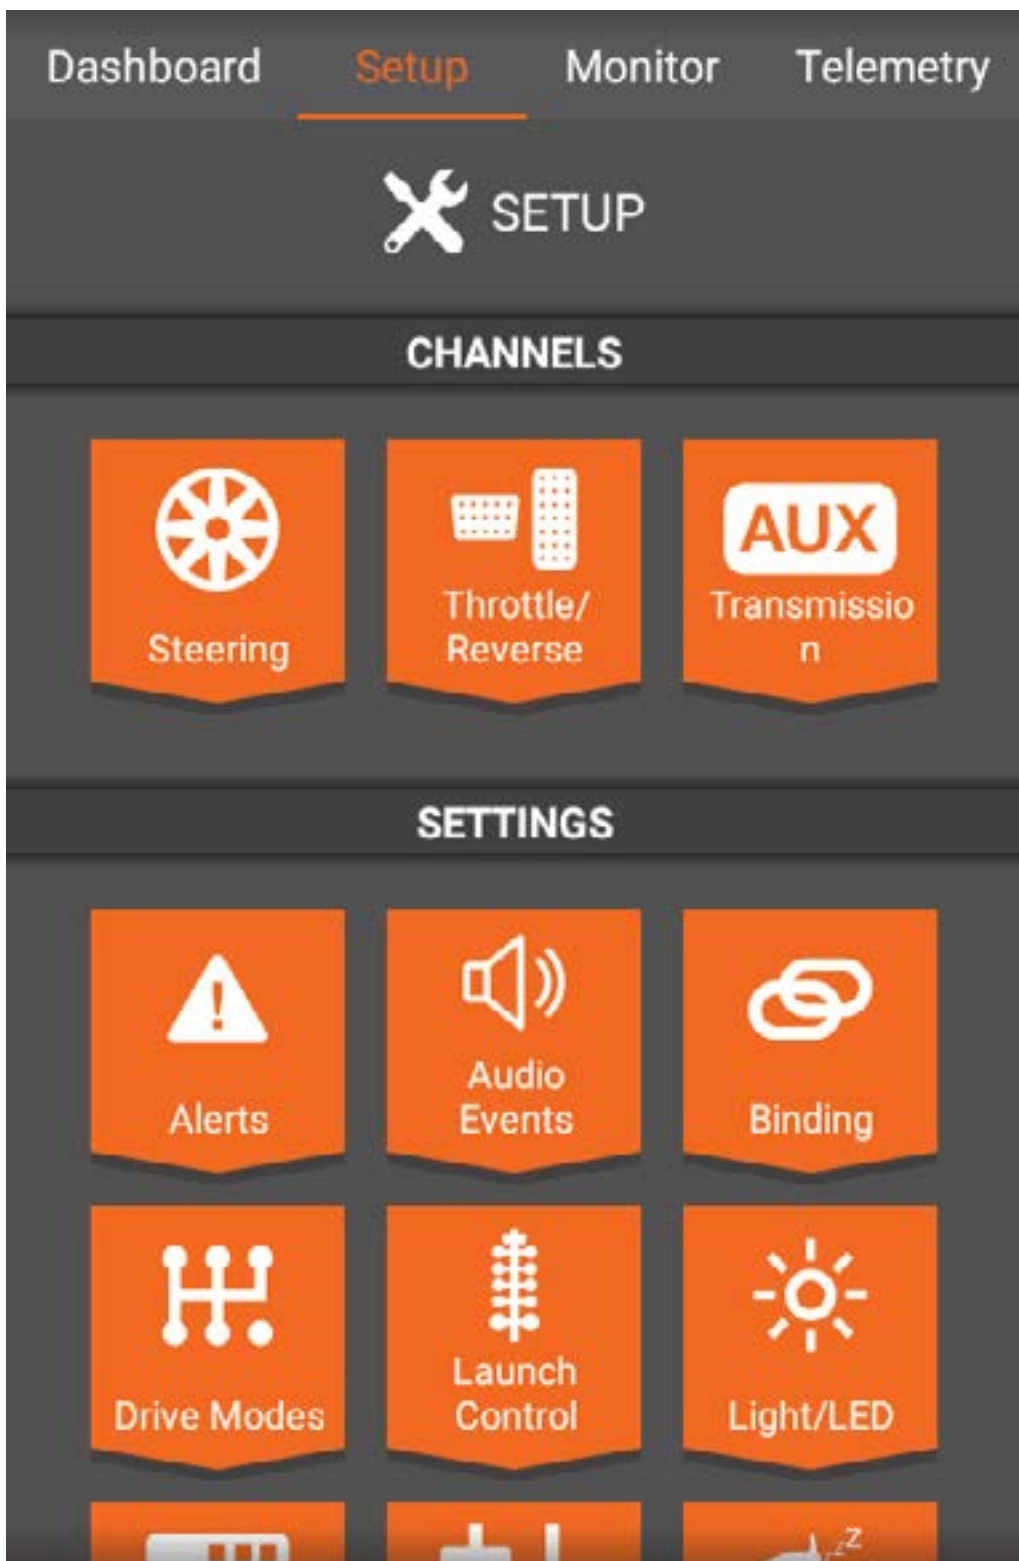 Dashboard Setup Monitor Telemetry
SETUP
CHANNELS
Steering
Throttle/
Reverse
AUX
Transmissio
n
SETTINGS
Alerts
Audio
Events
Binding
Drive Modes
Launch
Control
Light/LED
zZ